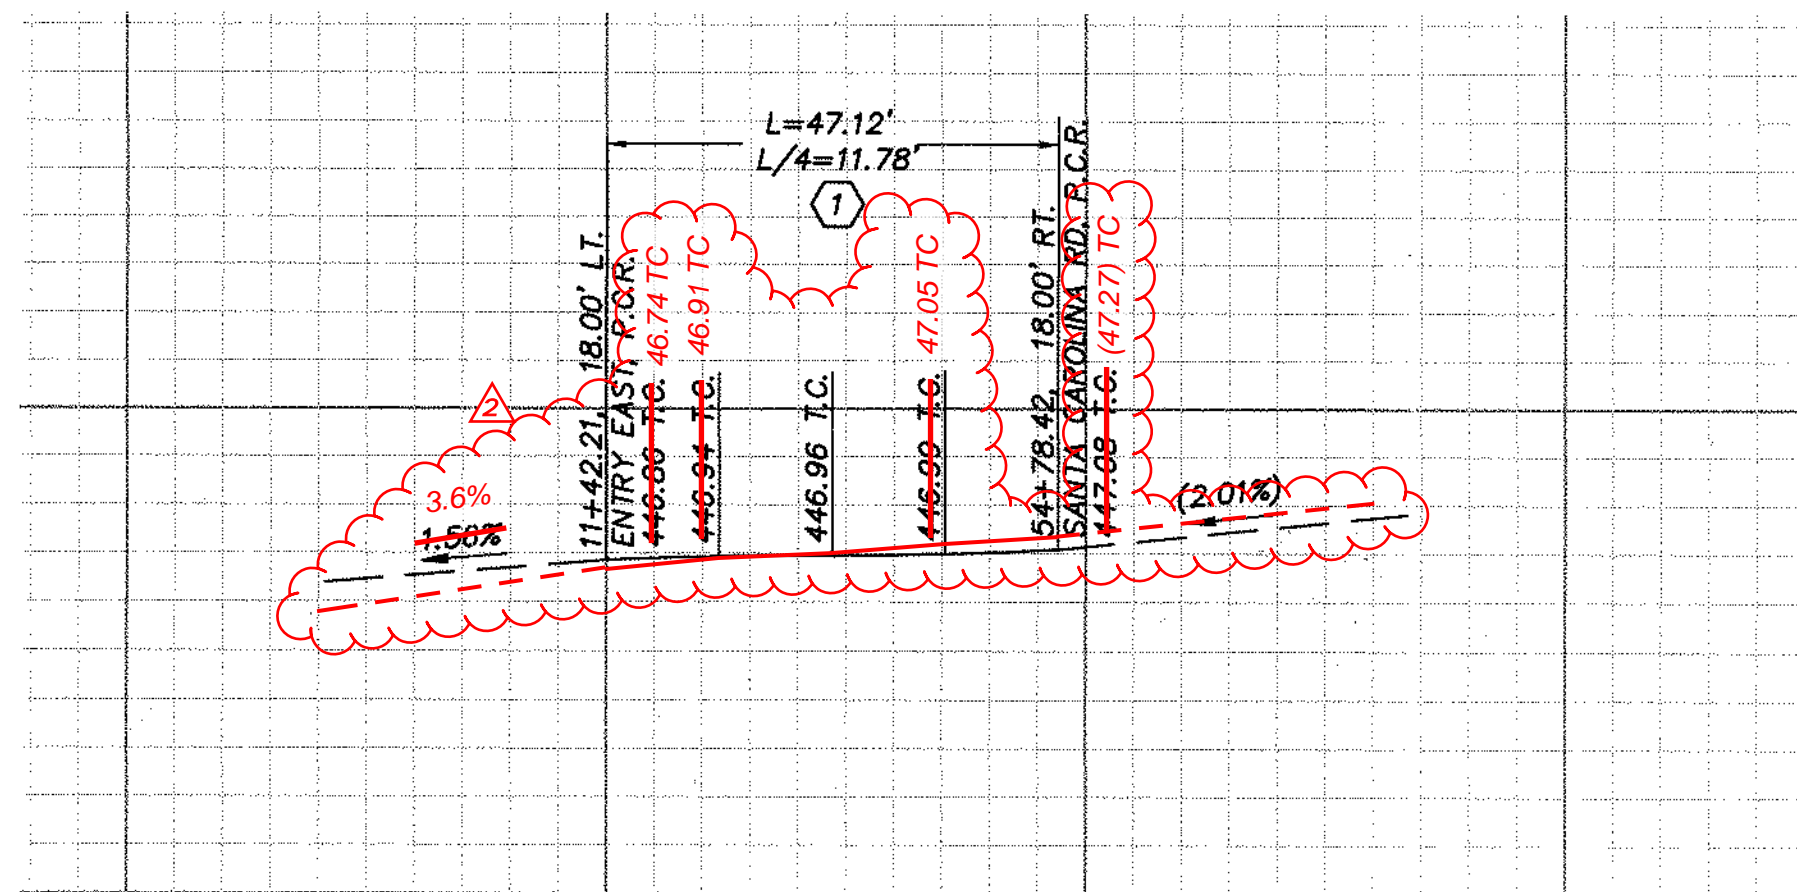 L=47.12'
L/4=11.78'
1
11+42.21, 18.00' LT.
ENTRY EAST, P.C.R.
446.80 T.C.
46.74 TC
446.94 T.C.
46.91 TC
446.96 T.C.
446.99 T.C.
47.05 TC
54+78.42, 18.00' RT.
SANTA CAROLINA RD. P.C.R.
447.08 T.C.
(47.27) TC
2
3.6%
1.50%
(2.01%)